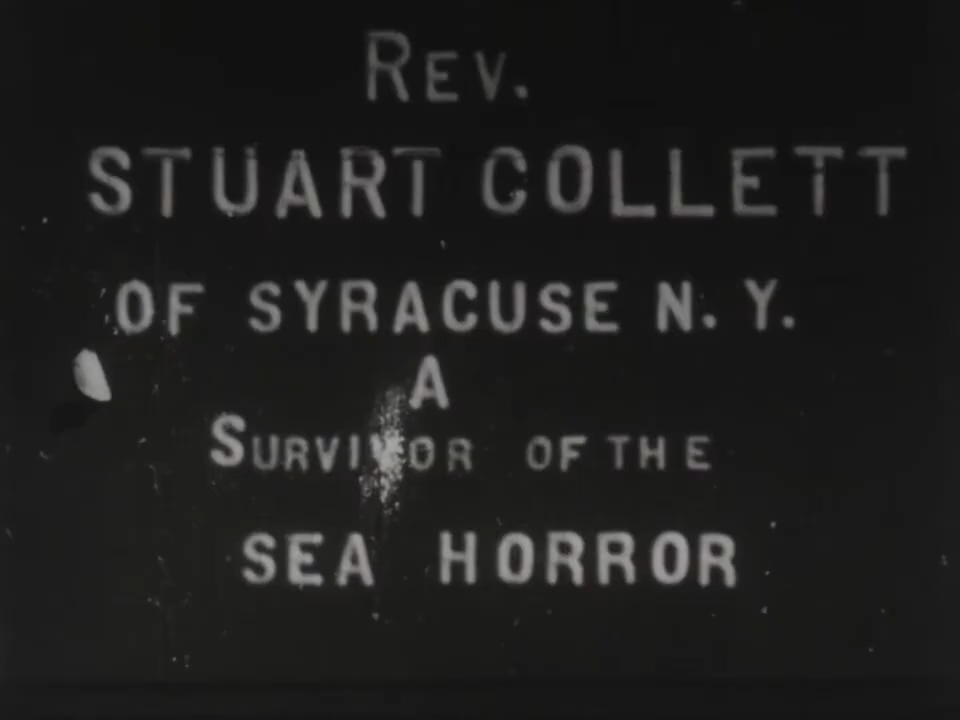 REV.
STUART COLLETT
OF SYRACUSE N. Y.
A
SURVIVOR OF THE
SEA HORROR